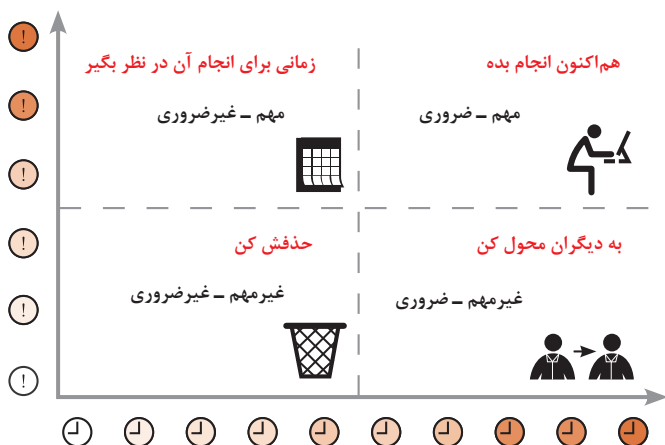 هم‌اکنون انجام بده
زمانی برای انجام آن در نظر بگیر
مهم ـ ضروری
مهم ـ غیرضروری
به دیگران محول کن
حذفش کن
غیرمهم ـ ضروری
غیرمهم ـ غیرضروری
!
!
!
!
!
!